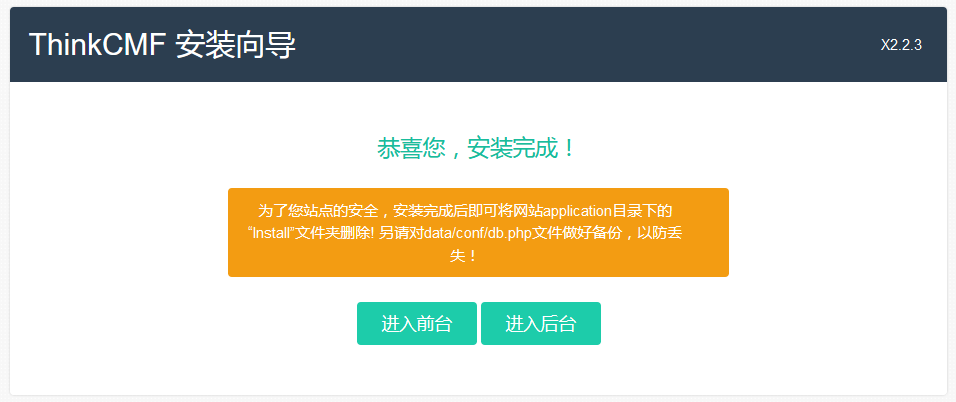 ThinkCMF 安装向导
X2.2.3
恭喜您，安装完成！
为了您站点的安全，安装完成后即可将网站application目录下的
“Install”文件夹删除! 另请对data/conf/db.php文件做好备份，以防丢
失！
进入前台
进入后台